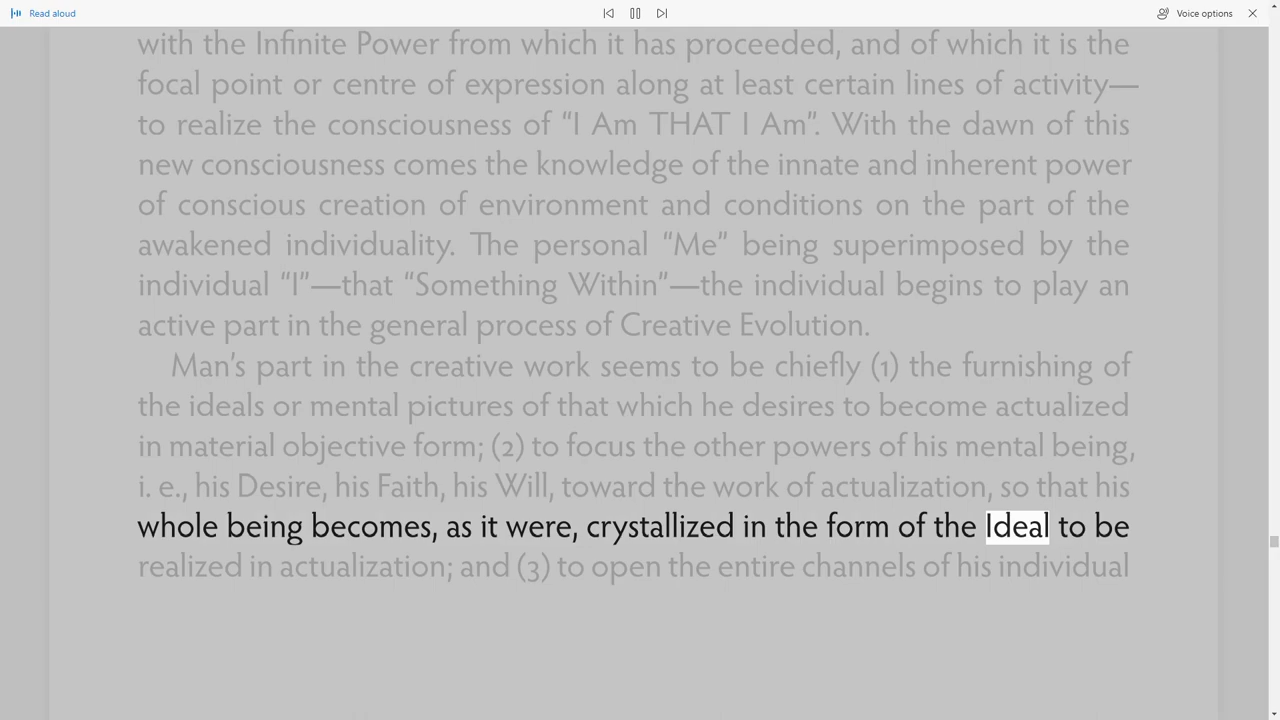 Read aloud
Voice options
with the Infinite Power from which it has proceeded, and of which it is the
focal point or centre of expression along at least certain lines of activity—
to realize the consciousness of “I Am THAT I Am”. With the dawn of this
new consciousness comes the knowledge of the innate and inherent power
of conscious creation of environment and conditions on the part of the
awakened individuality. The personal “Me” being superimposed by the
individual “I”—that “Something Within”—the individual begins to play an
active part in the general process of Creative Evolution.
Man’s part in the creative work seems to be chiefly (1) the furnishing of
the ideals or mental pictures of that which he desires to become actualized
in material objective form; (2) to focus the other powers of his mental being,
i. e., his Desire, his Faith, his Will, toward the work of actualization, so that his
whole being becomes, as it were, crystallized in the form of the Ideal to be
realized in actualization; and (3) to open the entire channels of his individual